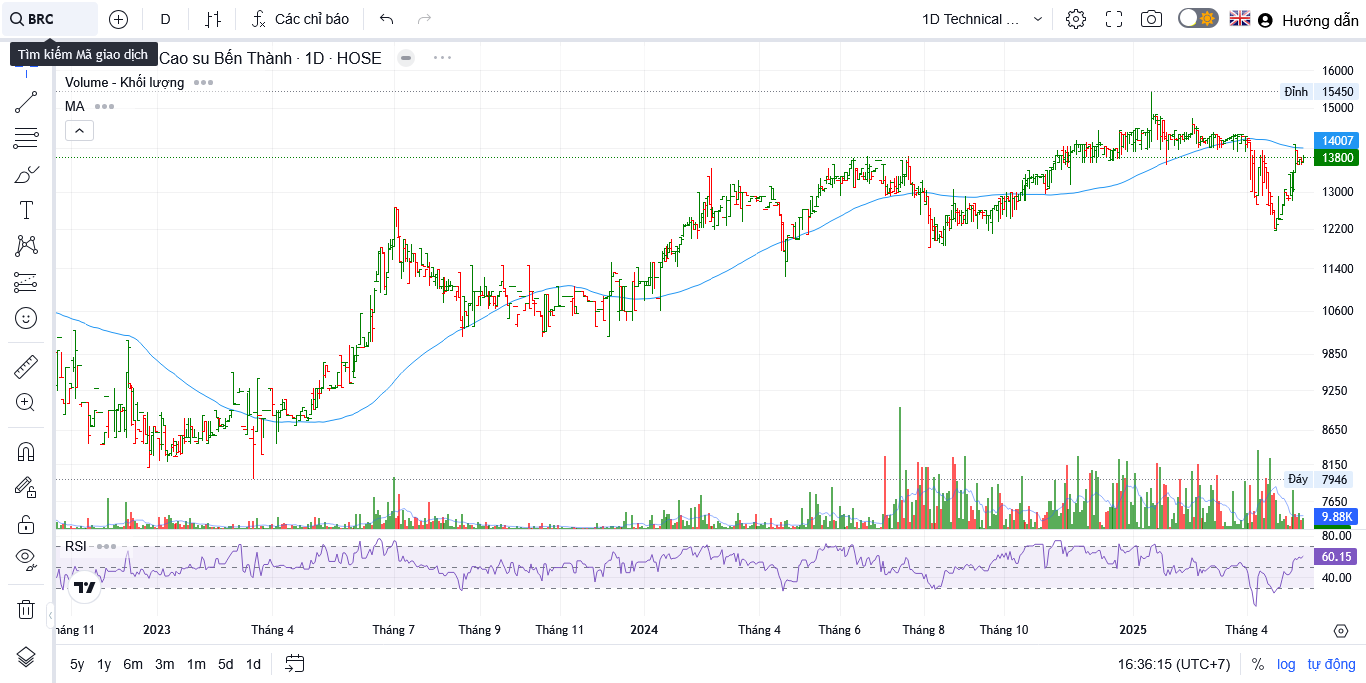 BRC
D
Các chỉ báo
1D Technical ...
Hướng dẫn
Tìm kiếm Mã giao dịch
Cao su Bến Thành · 1D · HOSE
Volume - Khối lượng
MA
16000
Đỉnh 15450
15000
14007
13800
13000
12200
11400
10600
9850
9250
8650
8150
Đáy 7946
7650
9.88K
RSI
80.00
60.15
40.00
háng 11 2023 Tháng 4 Tháng 7 Tháng 9 Tháng 11 2024 Tháng 4 Tháng 6 Tháng 8 Tháng 10 2025 Tháng 4
5y 1y 6m 3m 1m 5d 1d
16:36:15 (UTC+7) % log tự động